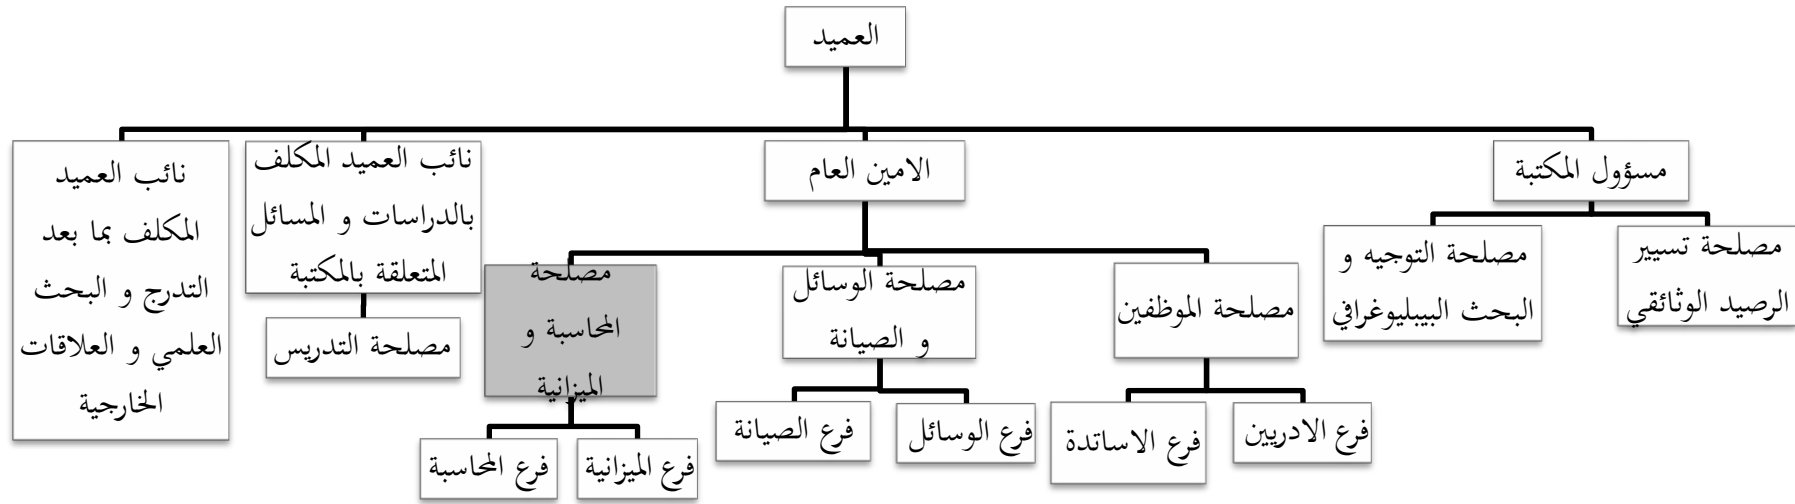 العميد
مسؤول المكتبة
الامين العام
نائب العميد المكلف
بالدراسات و المسائل
المتعلقة بالمكتبة
نائب العميد
المكلف بما بعد
التدرج و البحث
العلمي و العلاقات
الخارجية
مصلحة تسيير
الرصيد الوثائقي
مصلحة التوجيه و
البحث البيبليوغرافي
مصلحة الموظفين
مصلحة الوسائل
و الصيانة
مصلحة
المحاسبة و
الميزانية
مصلحة التدريس
فرع الادريين
فرع الاساتدة
فرع الوسائل
فرع الصيانة
فرع الميزانية
فرع المحاسبة